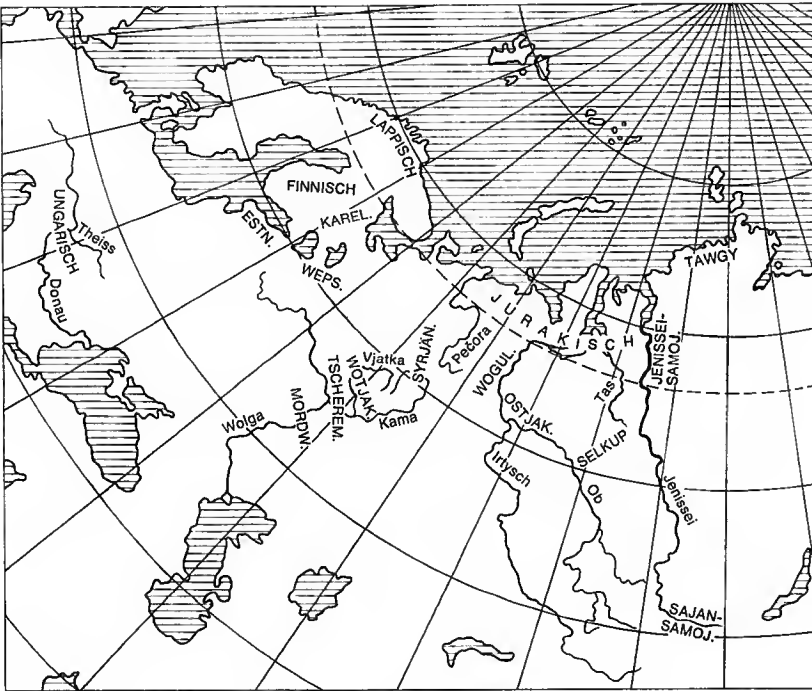 LAPPISCH
FINNISCH
KAREL.
ESTN.
WEPS.
UNGARISCH
Theiss
Donau
TAWGY
JURAKISCH
JENISSEI-
SAMOJ.
Pečora
SYRJÄN.
Vjatka
WOTJAK.
TSCHEREM.
Kama
MORDW.
Wolga
WOGUL.
OSTJAK.
Tas
SELKUP
Irtysch
Ob
Jenissei
SAJAN-
SAMOJ.